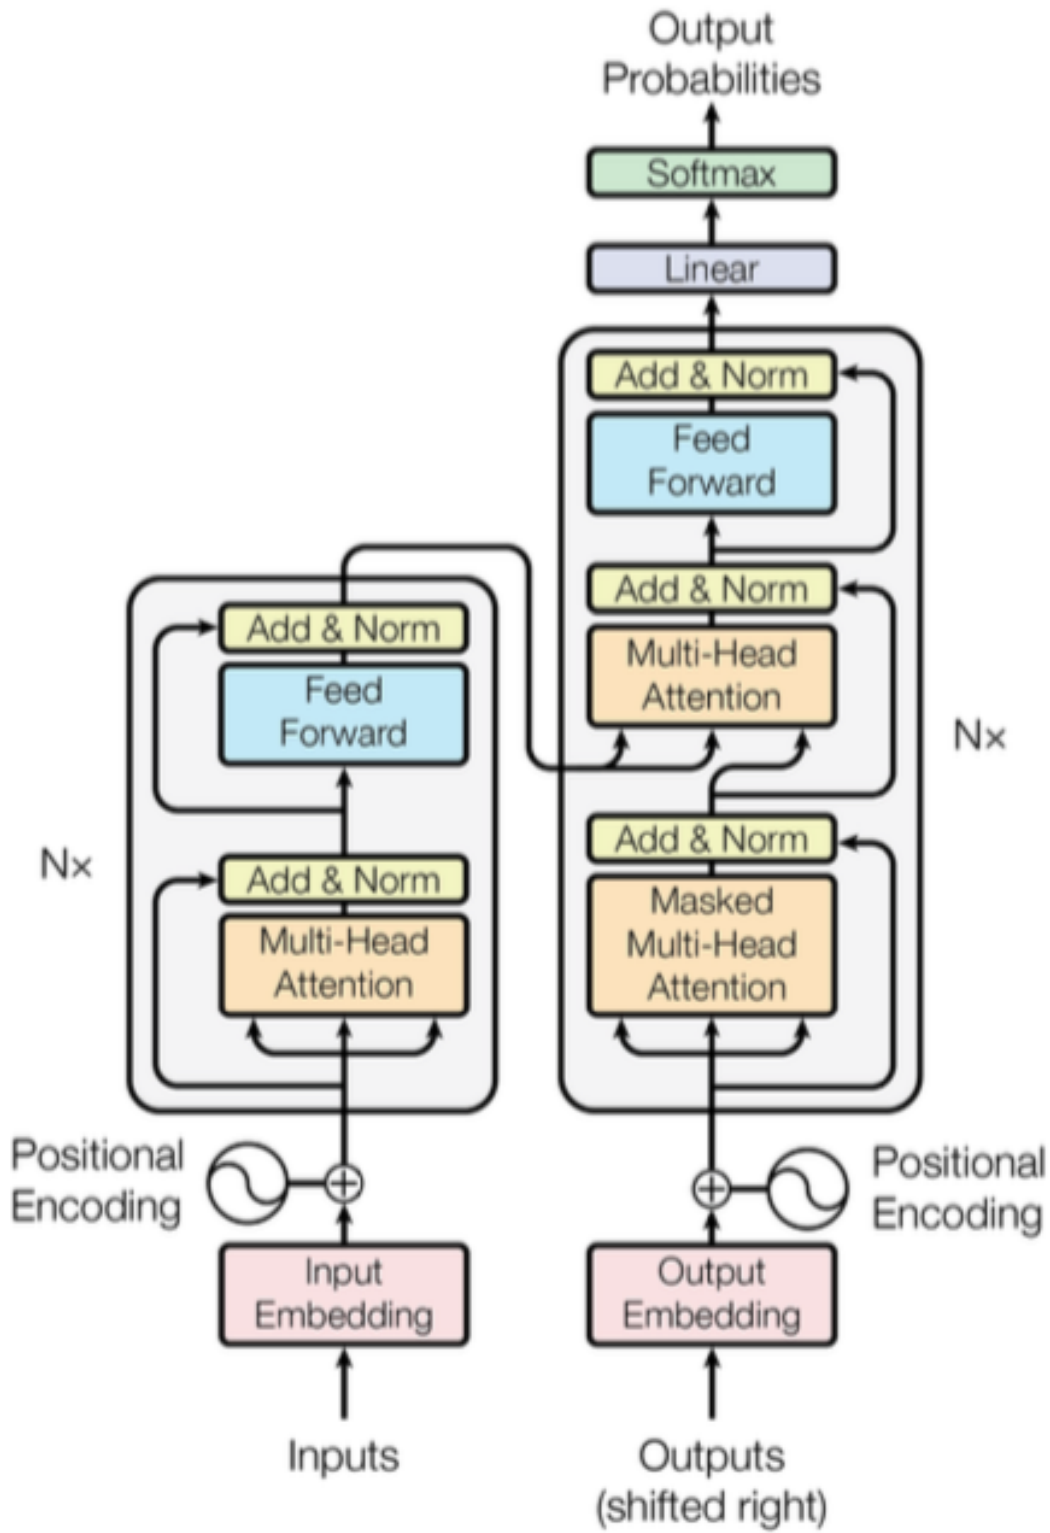 Output
Probabilities
Softmax
Linear
Add & Norm
Feed
Forward
Add & Norm
Multi-Head
Attention
Add & Norm
Masked
Multi-Head
Attention
Nx
Add & Norm
Feed
Forward
Add & Norm
Multi-Head
Attention
Nx
Positional
Encoding
Positional
Encoding
Input
Embedding
Output
Embedding
Inputs
Outputs
(shifted right)